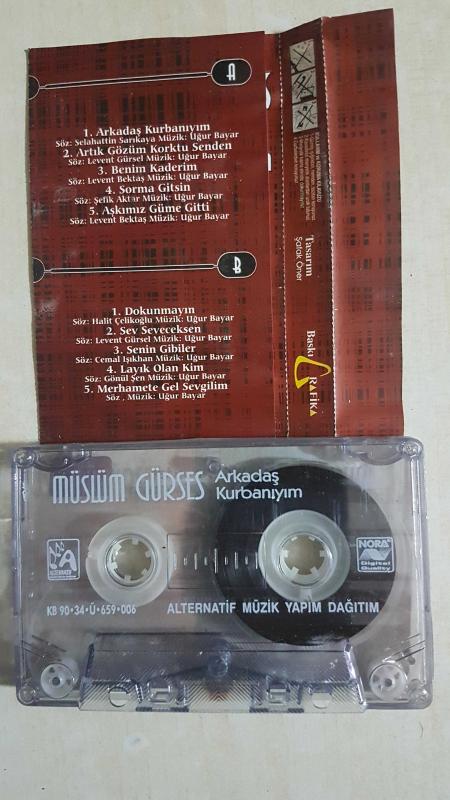 A
1. Arkadaş Kurbanıyım
Söz: Selahattin Sarıkaya Müzik: Uğur Bayar
2. Artık Gözüm Korktu Senden
Söz: Levent Gürsel Müzik: Uğur Bayar
3. Benim Kaderim
Söz: Levent Bektaş Müzik: Uğur Bayar
4. Sorma Gitsin
Söz: Şefik Aktar Müzik: Uğur Bayar
5. Aşkımız Güme Gitti
Söz: Levent Bektaş Müzik: Uğur Bayar
B
1. Dokunmayın
Söz: Halit Çelikoğlu Müzik: Uğur Bayar
2. Sev Seveceksen
Söz: Levent Gürsel Müzik: Uğur Bayar
3. Senin Gibiler
Söz: Cemal Işıkhan Müzik: Uğur Bayar
4. Layık Olan Kim
Söz: Gönül Şen Müzik: Uğur Bayar
5. Merhamete Gel Sevgilim
Söz , Müzik: Uğur Bayar
Tasarım
Şafak Öner
Baskı
RAFİKA
MÜSLÜM GÜRSES
Arkadaş
Kurbanıyım
A
ALTERNATİF
NORA
Digital
Quality
KB 90•34•Ü•659•006
ALTERNATİF MÜZİK YAPIM DAĞITIM